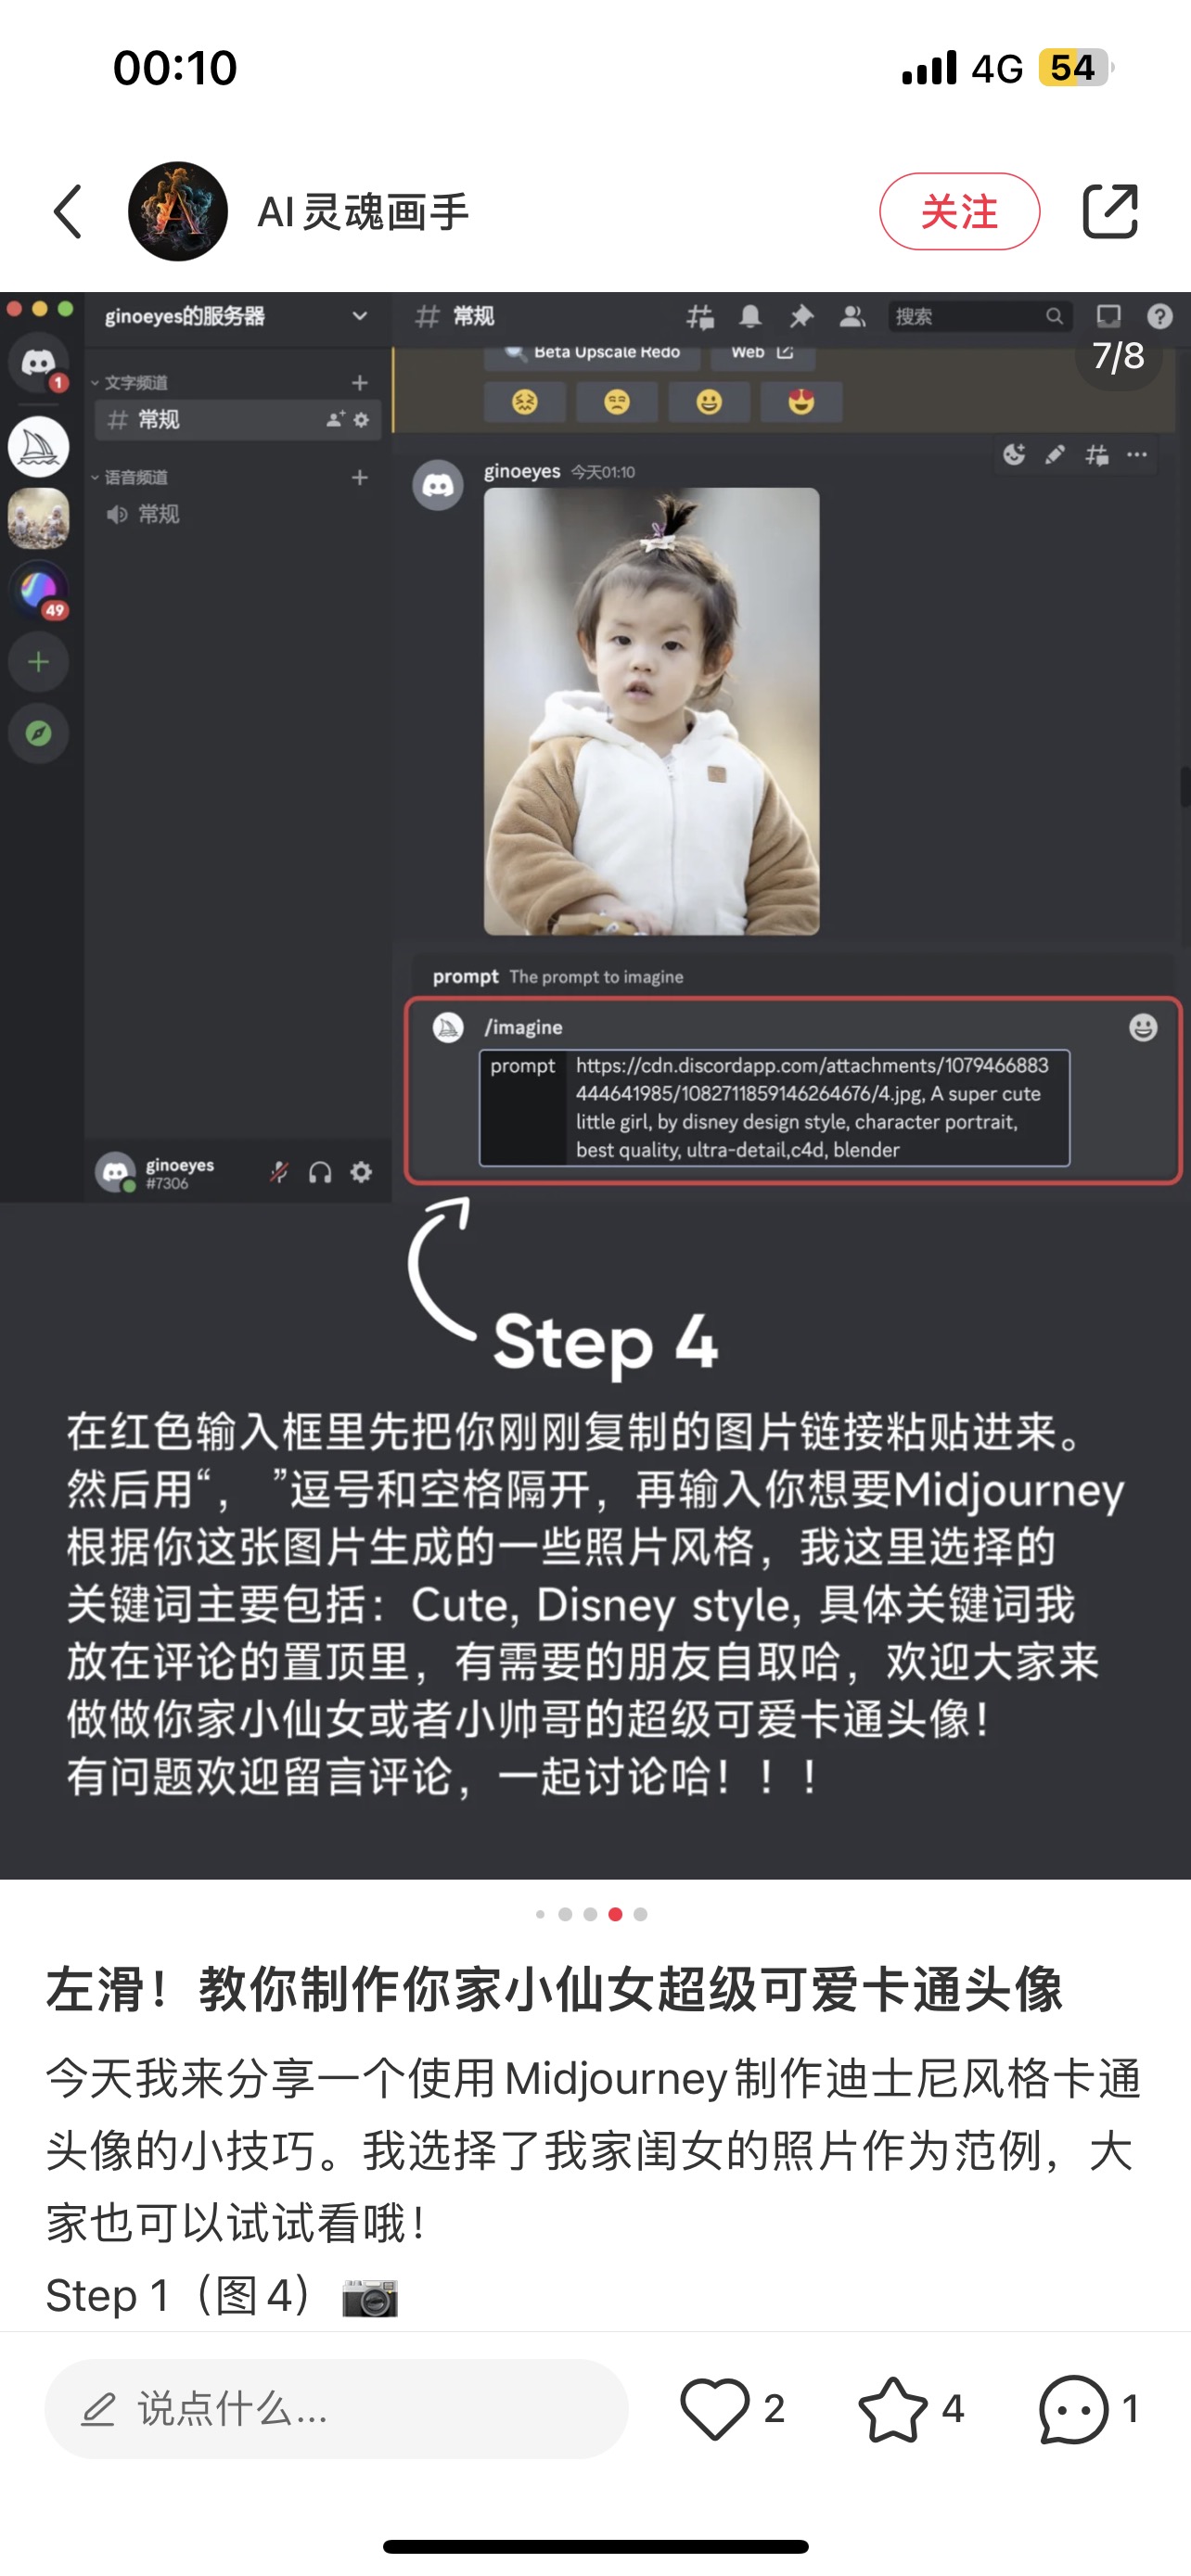 00:10
4G
54
AI灵魂画手
关注
ginoeyes的服务器
常规
搜索
7/8
文字频道
常规
语音频道
常规
1
49
Beta Upscale Redo
Web
ginoeyes 今天01:10
prompt The prompt to imagine
/imagine
prompt
https://cdn.discordapp.com/attachments/1079466883
444641985/1082711859146264676/4.jpg, A super cute
little girl, by disney design style, character portrait,
best quality, ultra-detail,c4d, blender
ginoeyes
#7306
Step 4
在红色输入框里先把你刚刚复制的图片链接粘贴进来。
然后用“， ”逗号和空格隔开，再输入你想要Midjourney
根据你这张图片生成的一些照片风格，我这里选择的
关键词主要包括：Cute, Disney style, 具体关键词我
放在评论的置顶里，有需要的朋友自取哈，欢迎大家来
做做你家小仙女或者小帅哥的超级可爱卡通头像！
有问题欢迎留言评论，一起讨论哈！！！
左滑！教你制作你家小仙女超级可爱卡通头像
今天我来分享一个使用Midjourney制作迪士尼风格卡通
头像的小技巧。我选择了我家闺女的照片作为范例，大
家也可以试试看哦！
Step 1（图4）📷
说点什么...
2
4
1